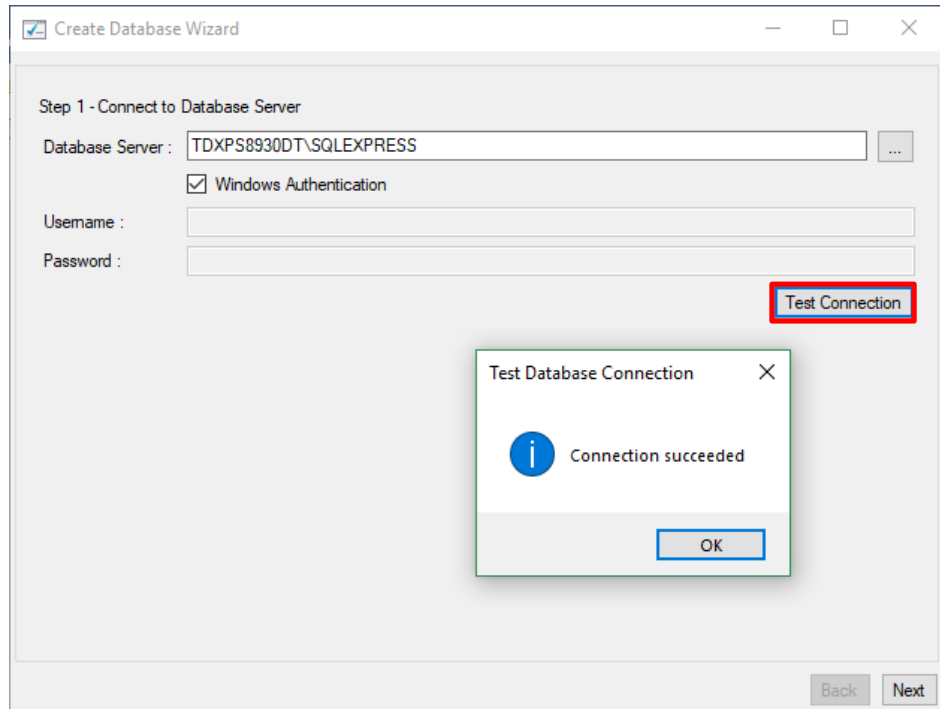 Create Database Wizard
Step 1 - Connect to Database Server
Database Server : TDXPS8930DT\SQLEXPRESS ...
Windows Authentication
Username :
Password :
Test Connection
Test Database Connection
Connection succeeded
OK
Back Next